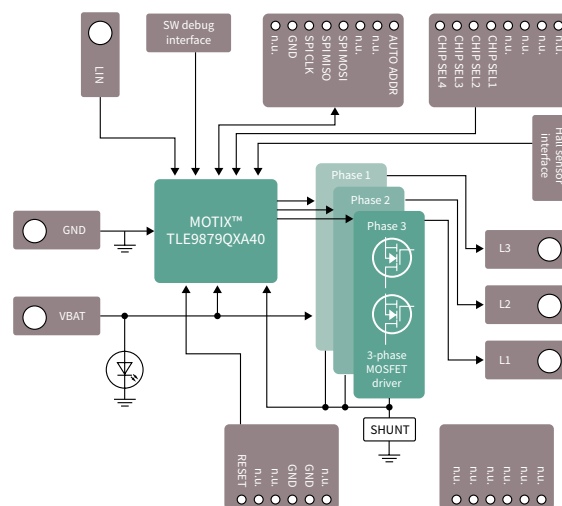 LIN
SW debug
interface
n.u.
GND
SPI CLK
SPI MISO
SPI MOSI
n.u.
n.u.
AUTO ADDR
CHIP SEL4
CHIP SEL3
CHIP SEL2
CHIP SEL1
n.u.
n.u.
n.u.
Hall sensor
interface
Phase 1
Phase 2
Phase 3
MOTIX™
TLE9879QXA40
GND
VBAT
L3
L2
L1
3-phase
MOSFET
driver
SHUNT
RESET
n.u.
n.u.
GND
GND
n.u.
n.u.
n.u.
n.u.
n.u.
n.u.